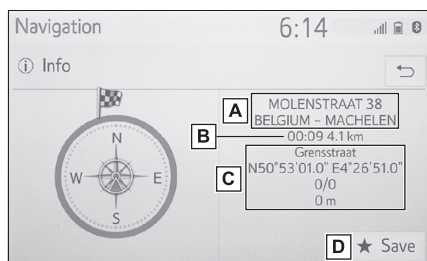 Navigation
6:14
ⓘ Info
A
MOLENSTRAAT 38
BELGIUM – MACHELEN
B
00:09 4.1 km
Grensstraat
C
N50°53'01.0" E4°26'51.0"
0/0
0 m
N
W
E
S
D
★ Save